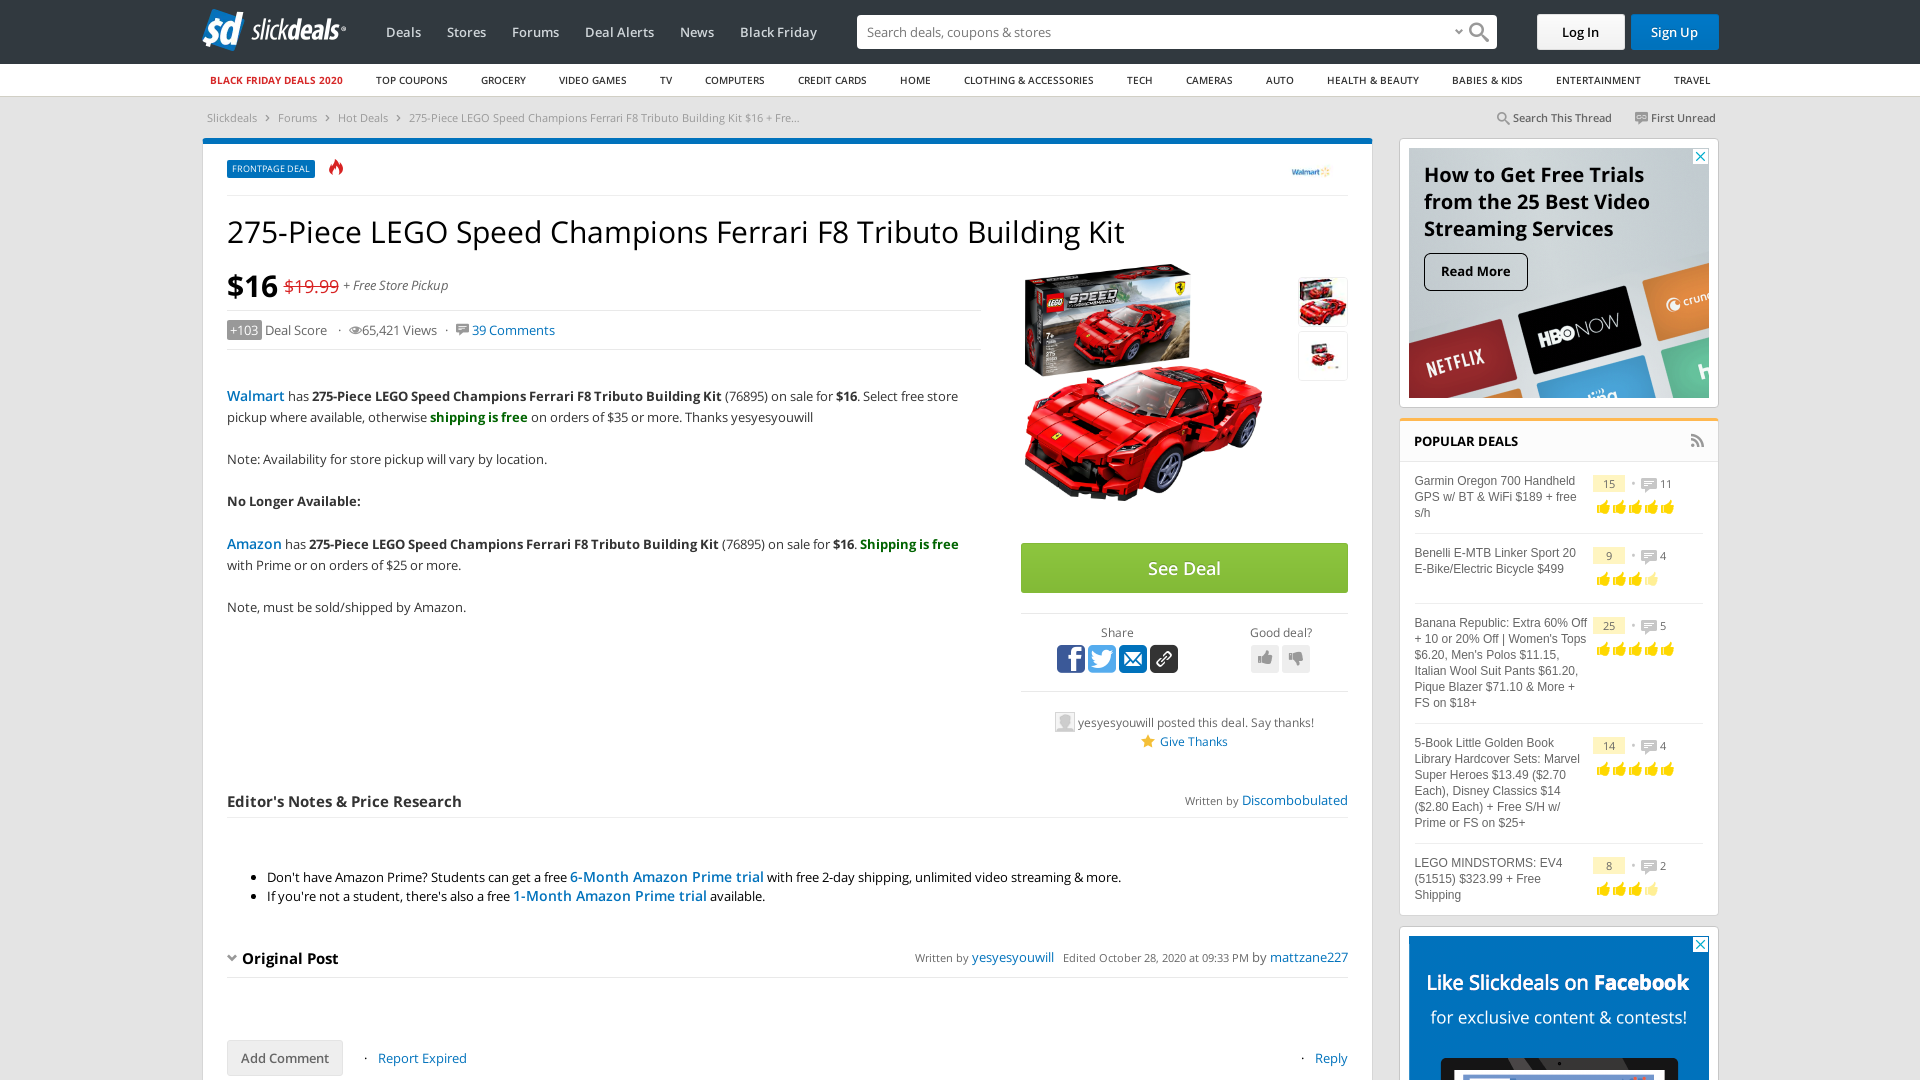 slickdeals
Deals
Stores
Forums
Deal Alerts
News
Black Friday
Search deals, coupons & stores
Log In
Sign Up
BLACK FRIDAY DEALS 2020
TOP COUPONS
GROCERY
VIDEO GAMES
TV
COMPUTERS
CREDIT CARDS
HOME
CLOTHING & ACCESSORIES
TECH
CAMERAS
AUTO
HEALTH & BEAUTY
BABIES & KIDS
ENTERTAINMENT
TRAVEL
Slickdeals › Forums › Hot Deals › 275-Piece LEGO Speed Champions Ferrari F8 Tributo Building Kit $16 + Fre...
Search This Thread
First Unread
FRONTPAGE DEAL
Walmart
275-Piece LEGO Speed Champions Ferrari F8 Tributo Building Kit
$16 $19.99 + Free Store Pickup
+103 Deal Score · 65,421 Views · 39 Comments
Walmart has 275-Piece LEGO Speed Champions Ferrari F8 Tributo Building Kit (76895) on sale for $16. Select free store
pickup where available, otherwise shipping is free on orders of $35 or more. Thanks yesyesyouwill
Note: Availability for store pickup will vary by location.
No Longer Available:
Amazon has 275-Piece LEGO Speed Champions Ferrari F8 Tributo Building Kit (76895) on sale for $16. Shipping is free
with Prime or on orders of $25 or more.
Note, must be sold/shipped by Amazon.
LEGO SPEED CHAMPIONS
7+
275
See Deal
Share
Good deal?
yesyesyouwill posted this deal. Say thanks!
Give Thanks
Editor's Notes & Price Research
Written by Discombobulated
• Don't have Amazon Prime? Students can get a free 6-Month Amazon Prime trial with free 2-day shipping, unlimited video streaming & more.
• If you're not a student, there's also a free 1-Month Amazon Prime trial available.
Original Post
Written by yesyesyouwill Edited October 28, 2020 at 09:33 PM by mattzane227
Add Comment
· Report Expired
· Reply
How to Get Free Trials
from the 25 Best Video
Streaming Services
Read More
NETFLIX
HBO NOW
crunc
h
ling
POPULAR DEALS
Garmin Oregon 700 Handheld
GPS w/ BT & WiFi $189 + free
s/h
15 • 11
Benelli E-MTB Linker Sport 20
E-Bike/Electric Bicycle $499
9 • 4
Banana Republic: Extra 60% Off
+ 10 or 20% Off | Women's Tops
$6.20, Men's Polos $11.15,
Italian Wool Suit Pants $61.20,
Pique Blazer $71.10 & More +
FS on $18+
25 • 5
5-Book Little Golden Book
Library Hardcover Sets: Marvel
Super Heroes $13.49 ($2.70
Each), Disney Classics $14
($2.80 Each) + Free S/H w/
Prime or FS on $25+
14 • 4
LEGO MINDSTORMS: EV4
(51515) $323.99 + Free
Shipping
8 • 2
Like Slickdeals on Facebook
for exclusive content & contests!